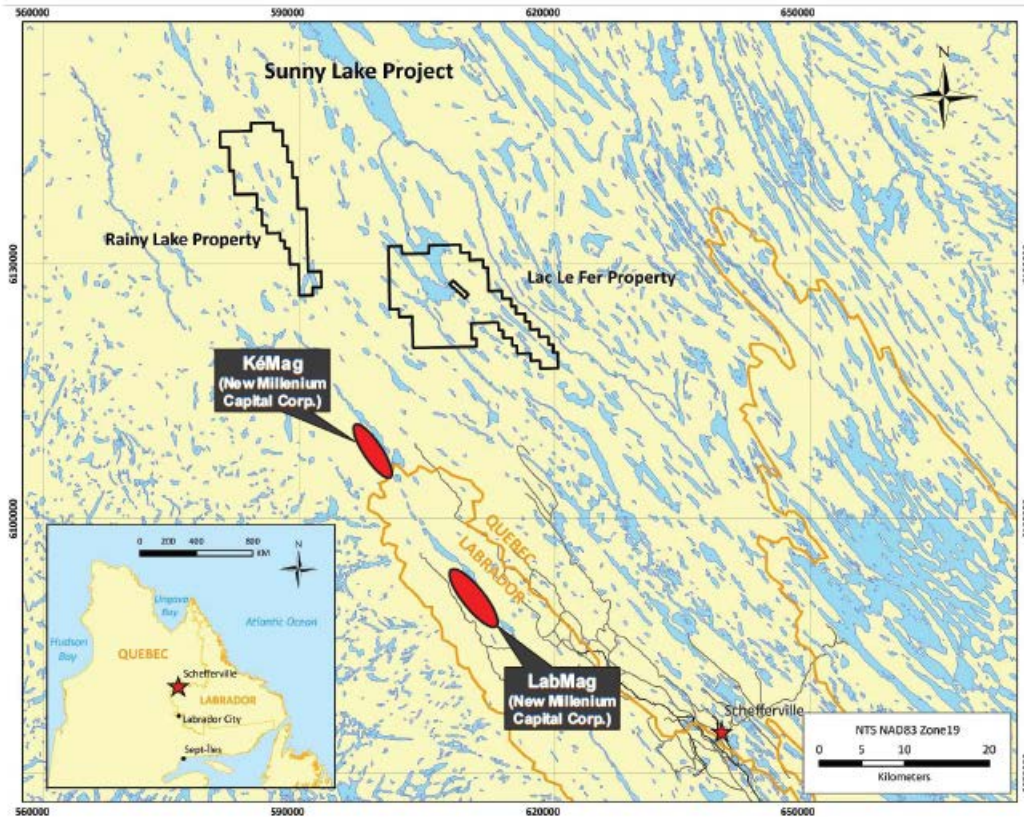 560000
590000
620000
650000
Sunny Lake Project
N
Rainy Lake Property
6130000
Lac Le Fer Property
KéMag
(New Millenium
Capital Corp.)
6100000
6100000
QUEBEC
LABRADOR
LabMag
(New Millenium
Capital Corp.)
Schefferville
NTS NAD83 Zone19
0 5 10 20
Kilometers
0 200 400 800
KM
N
Ungava
Bay
Atlantic Ocean
Hudson
Bay
QUEBEC
Schefferville
LABRADOR
Labrador City
Sept-Îles
560000
590000
620000
650000